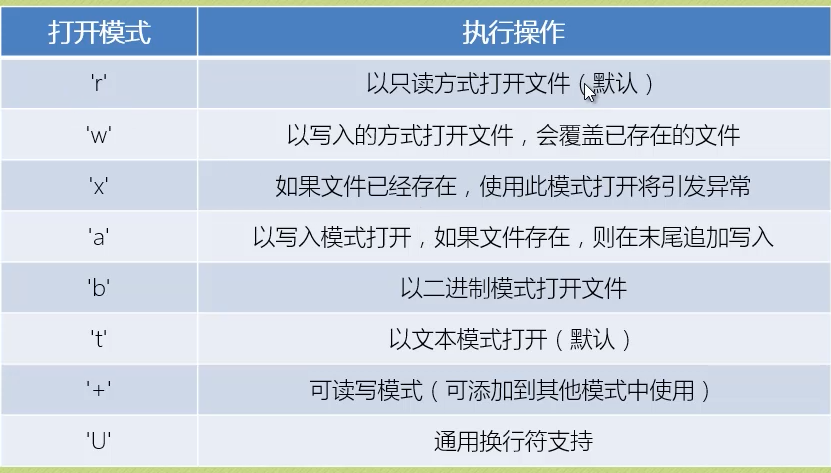 打开模式 执行操作
'r' 以只读方式打开文件（默认）
'w' 以写入的方式打开文件，会覆盖已存在的文件
'x' 如果文件已经存在，使用此模式打开将引发异常
'a' 以写入模式打开，如果文件存在，则在末尾追加写入
'b' 以二进制模式打开文件
't' 以文本模式打开（默认）
'+' 可读写模式（可添加到其他模式中使用）
'U' 通用换行符支持